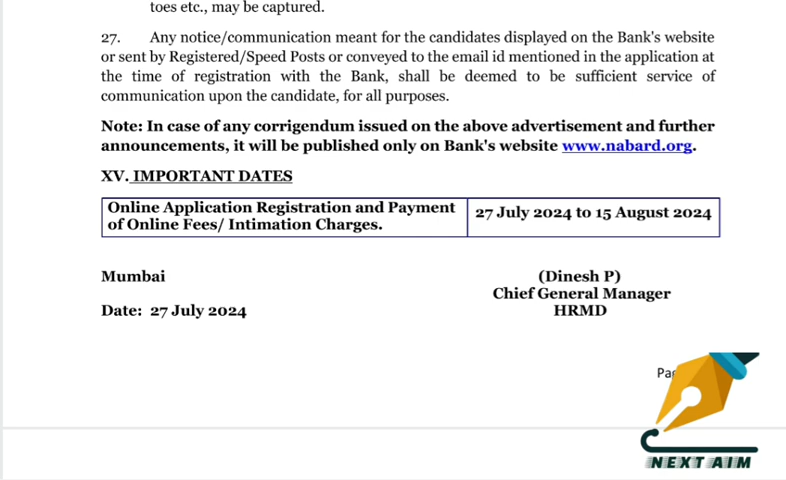 toes etc., may be captured.
27. Any notice/communication meant for the candidates displayed on the Bank's website
or sent by Registered/Speed Posts or conveyed to the email id mentioned in the application at
the time of registration with the Bank, shall be deemed to be sufficient service of
communication upon the candidate, for all purposes.
Note: In case of any corrigendum issued on the above advertisement and further
announcements, it will be published only on Bank's website www.nabard.org.
XV. IMPORTANT DATES
Online Application Registration and Payment
of Online Fees/ Intimation Charges.
27 July 2024 to 15 August 2024
Mumbai
Date: 27 July 2024
(Dinesh P)
Chief General Manager
HRMD
NEXT AIM